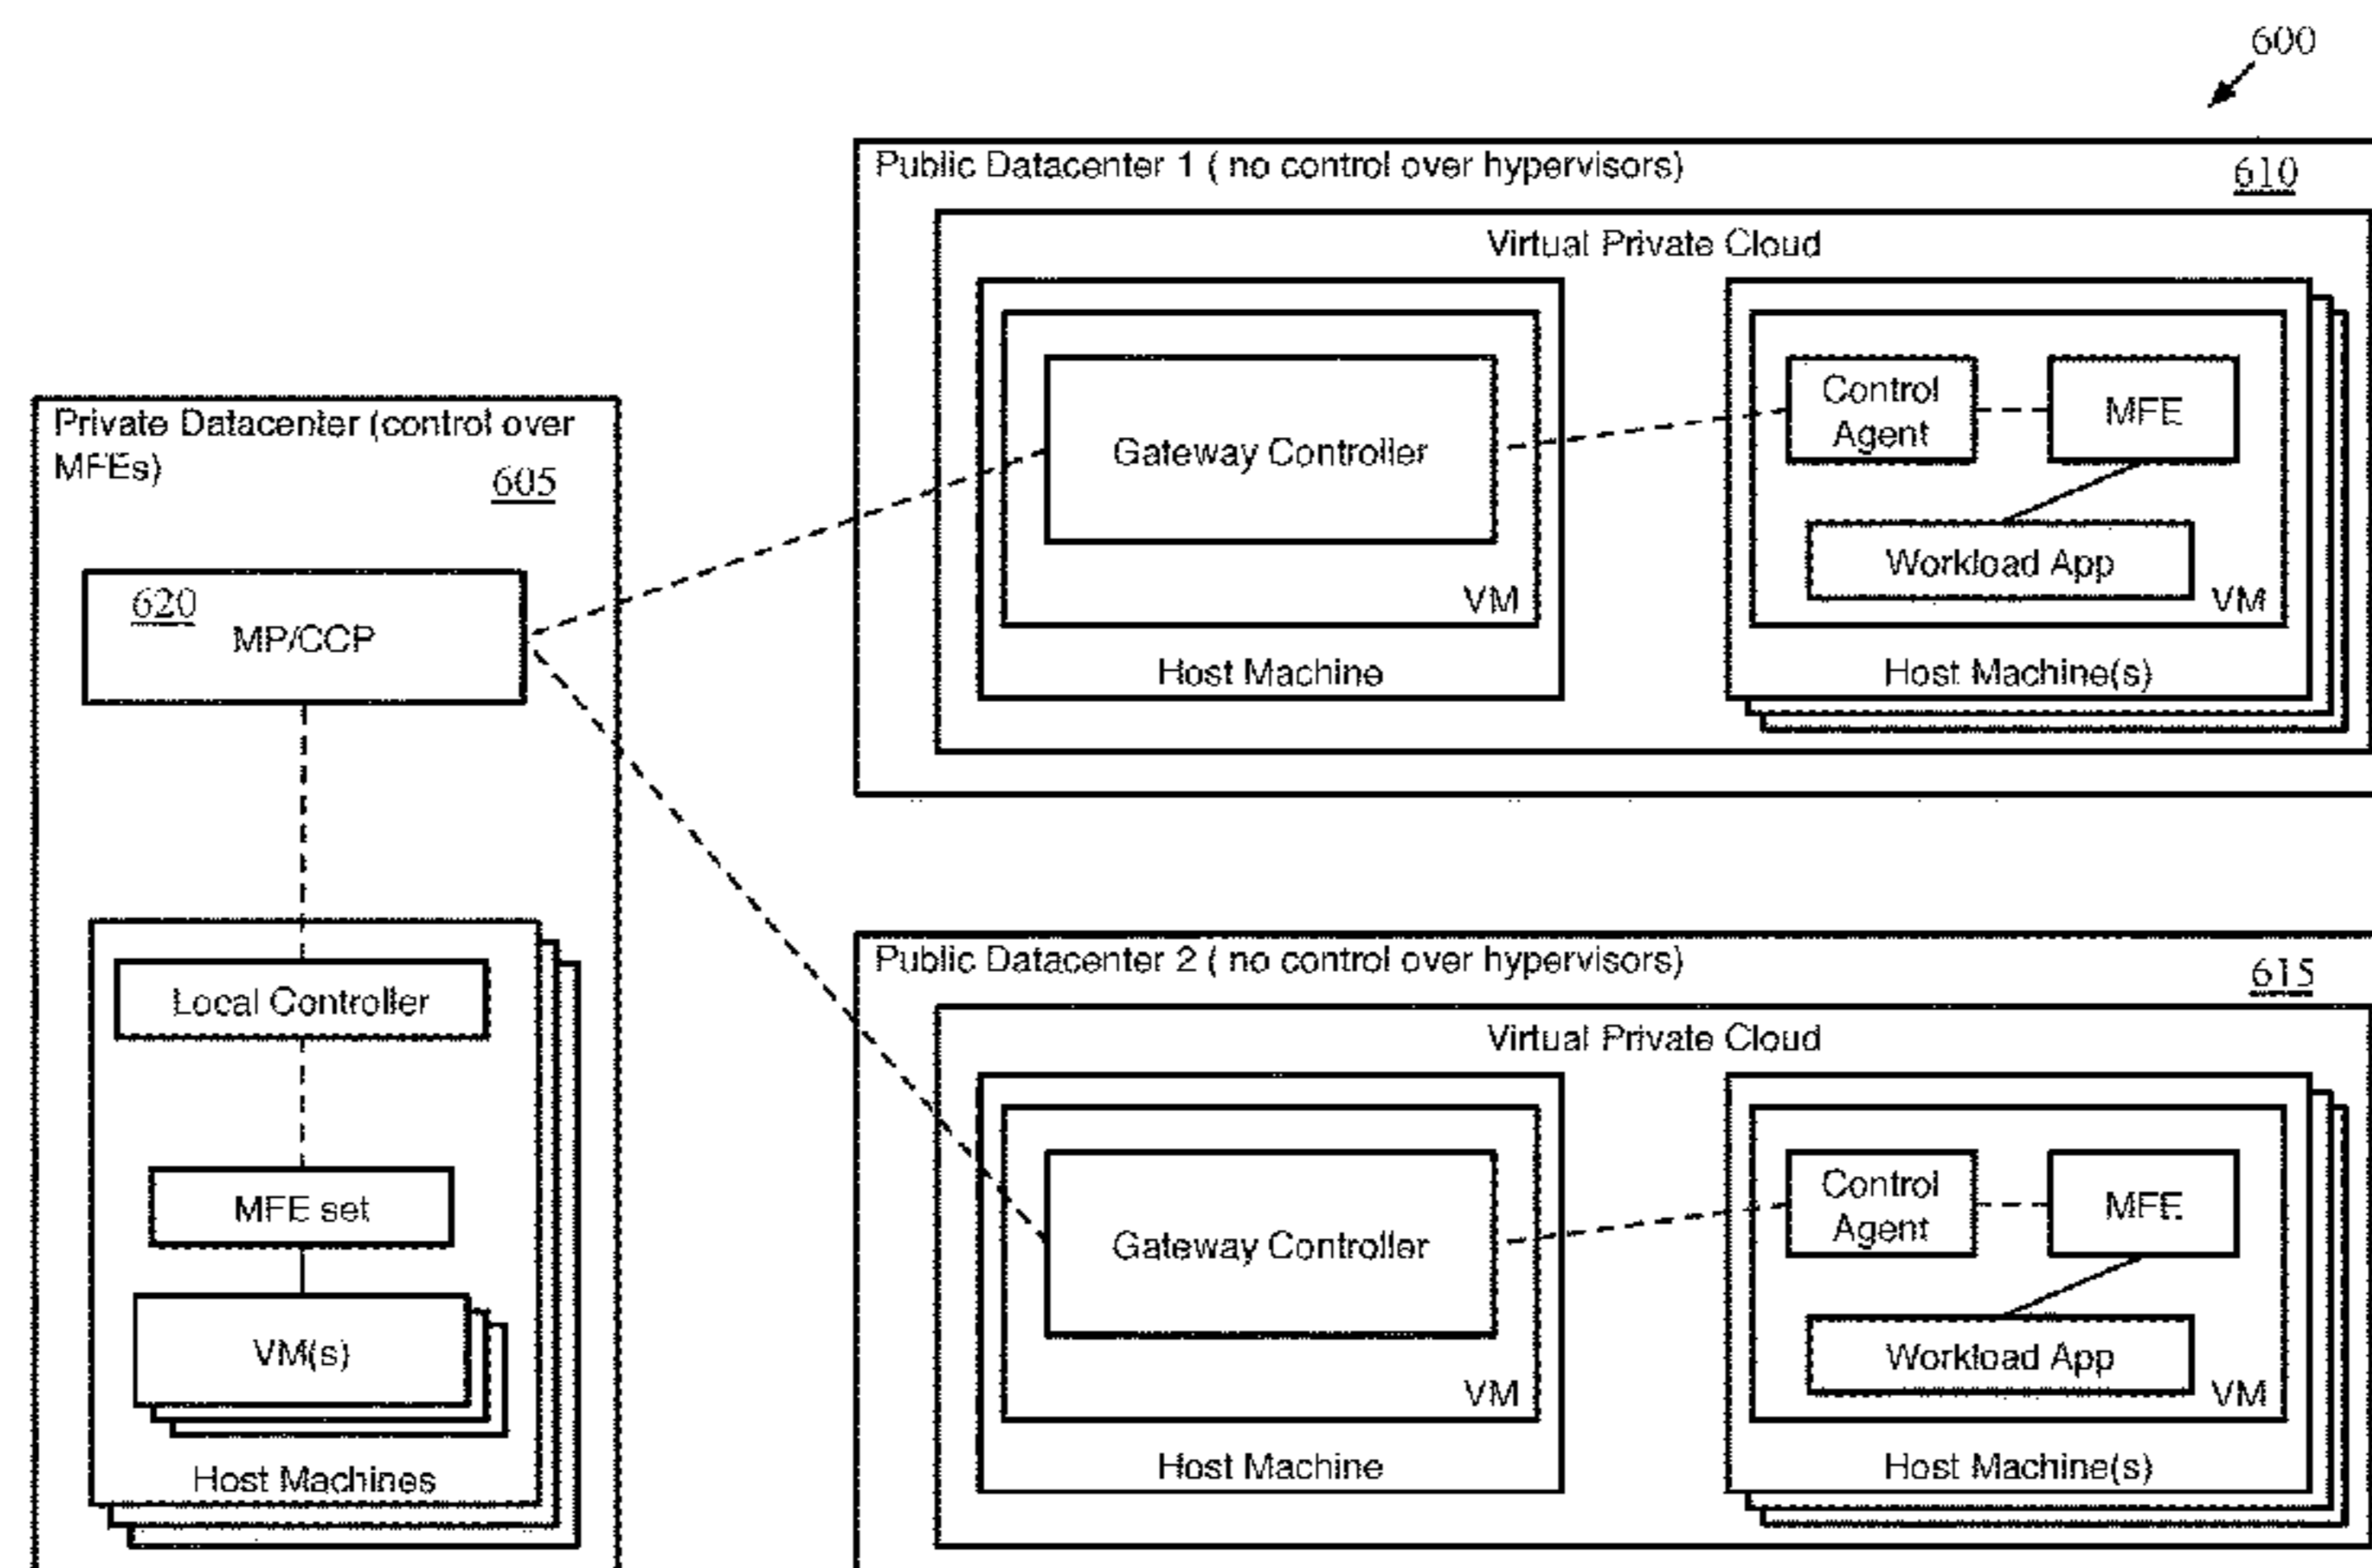 600
Public Datacenter 1 ( no control over hypervisors)
610
Virtual Private Cloud
Gateway Controller
VM
Host Machine
Control
Agent
MFE
Workload App
VM
Host Machine(s)
Private Datacenter (control over
MFEs)
605
620
MP/CCP
Local Controller
MFE set
VM(s)
Host Machines
Public Datacenter 2 ( no control over hypervisors)
615
Virtual Private Cloud
Gateway Controller
VM
Host Machine
Control
Agent
MFE
Workload App
VM
Host Machine(s)